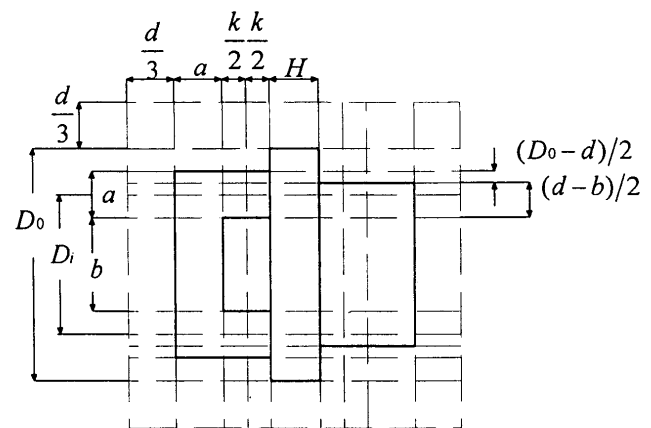 d/3 a k/2 k/2 H
d/3
(D₀−d)/2
(d−b)/2
a
D₀
Dᵢ
b